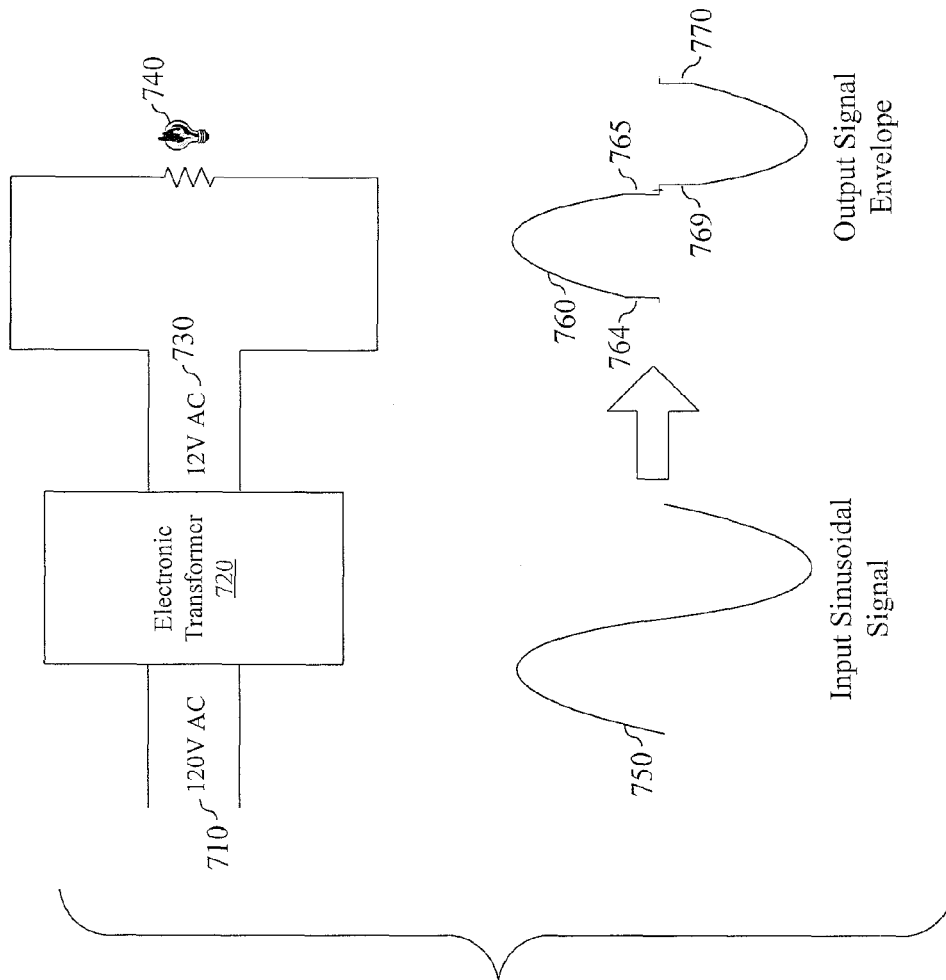 740
120V AC
710
Electronic
Transformer
720
12V AC
730
750
760
764
765
769
770
Input Sinusoidal
Signal
Output Signal
Envelope